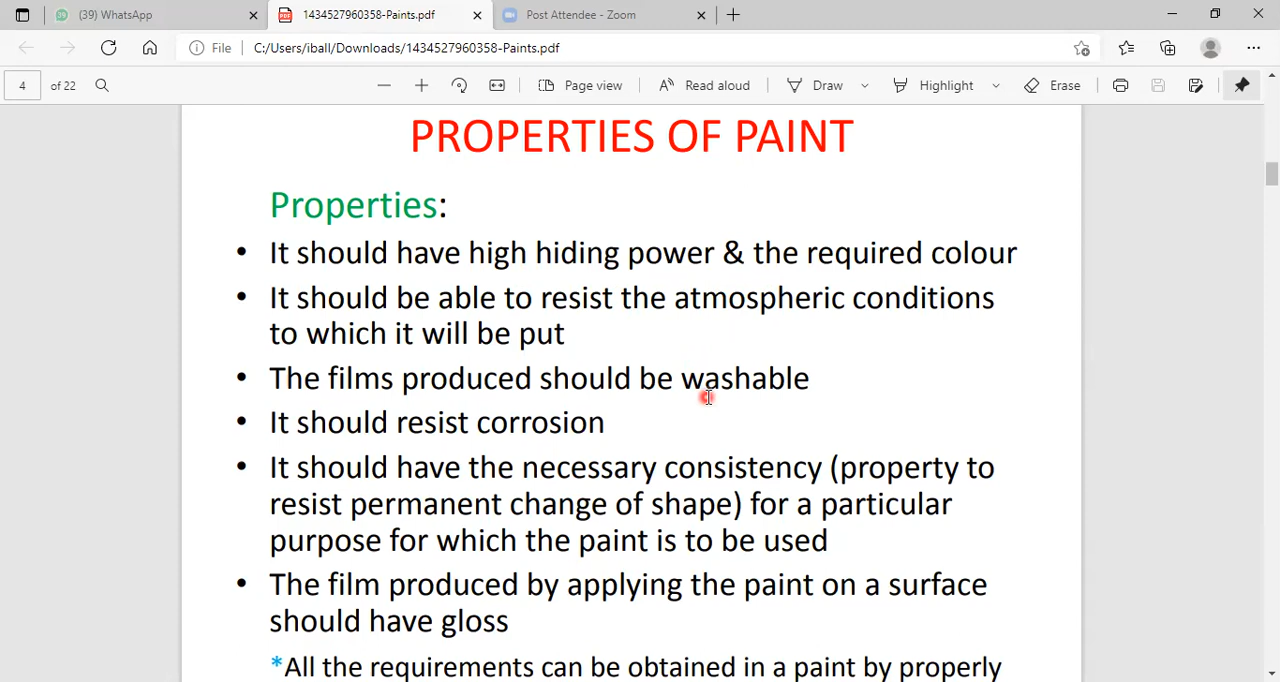 (39) WhatsApp
1434527960358-Paints.pdf
Post Attendee - Zoom
File
C:/Users/iball/Downloads/1434527960358-Paints.pdf
4 of 22
Page view
Read aloud
Draw
Highlight
Erase
PROPERTIES OF PAINT
Properties:
• It should have high hiding power & the required colour
• It should be able to resist the atmospheric conditions
to which it will be put
• The films produced should be washable
• It should resist corrosion
• It should have the necessary consistency (property to
resist permanent change of shape) for a particular
purpose for which the paint is to be used
• The film produced by applying the paint on a surface
should have gloss
*All the requirements can be obtained in a paint by properly